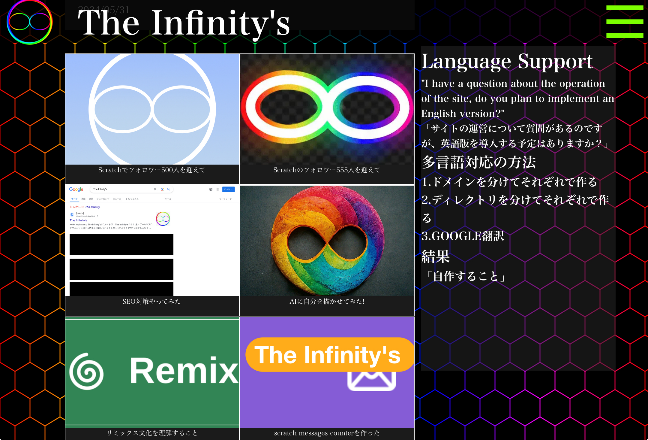 2024/05/31
The Infinity's
Scratchでフォロワー500人を迎えて
Scratchのフォロワー555人を迎えて
Google
SEO対策やってみた
AIに自分を描かせてみた!
Remix
The Infinity's
リミックス文化を理解すること
scratch messages counterを作った
Language Support
"I have a question about the operation
of the site, do you plan to implement an
English version?"
「サイトの運営について質問があるのです
が、英語版を導入する予定はありますか？」
多言語対応の方法
1.ドメインを分けてそれぞれで作る
2.ディレクトリを分けてそれぞれで作
る
3.GOOGLE翻訳
結果
「自作すること」